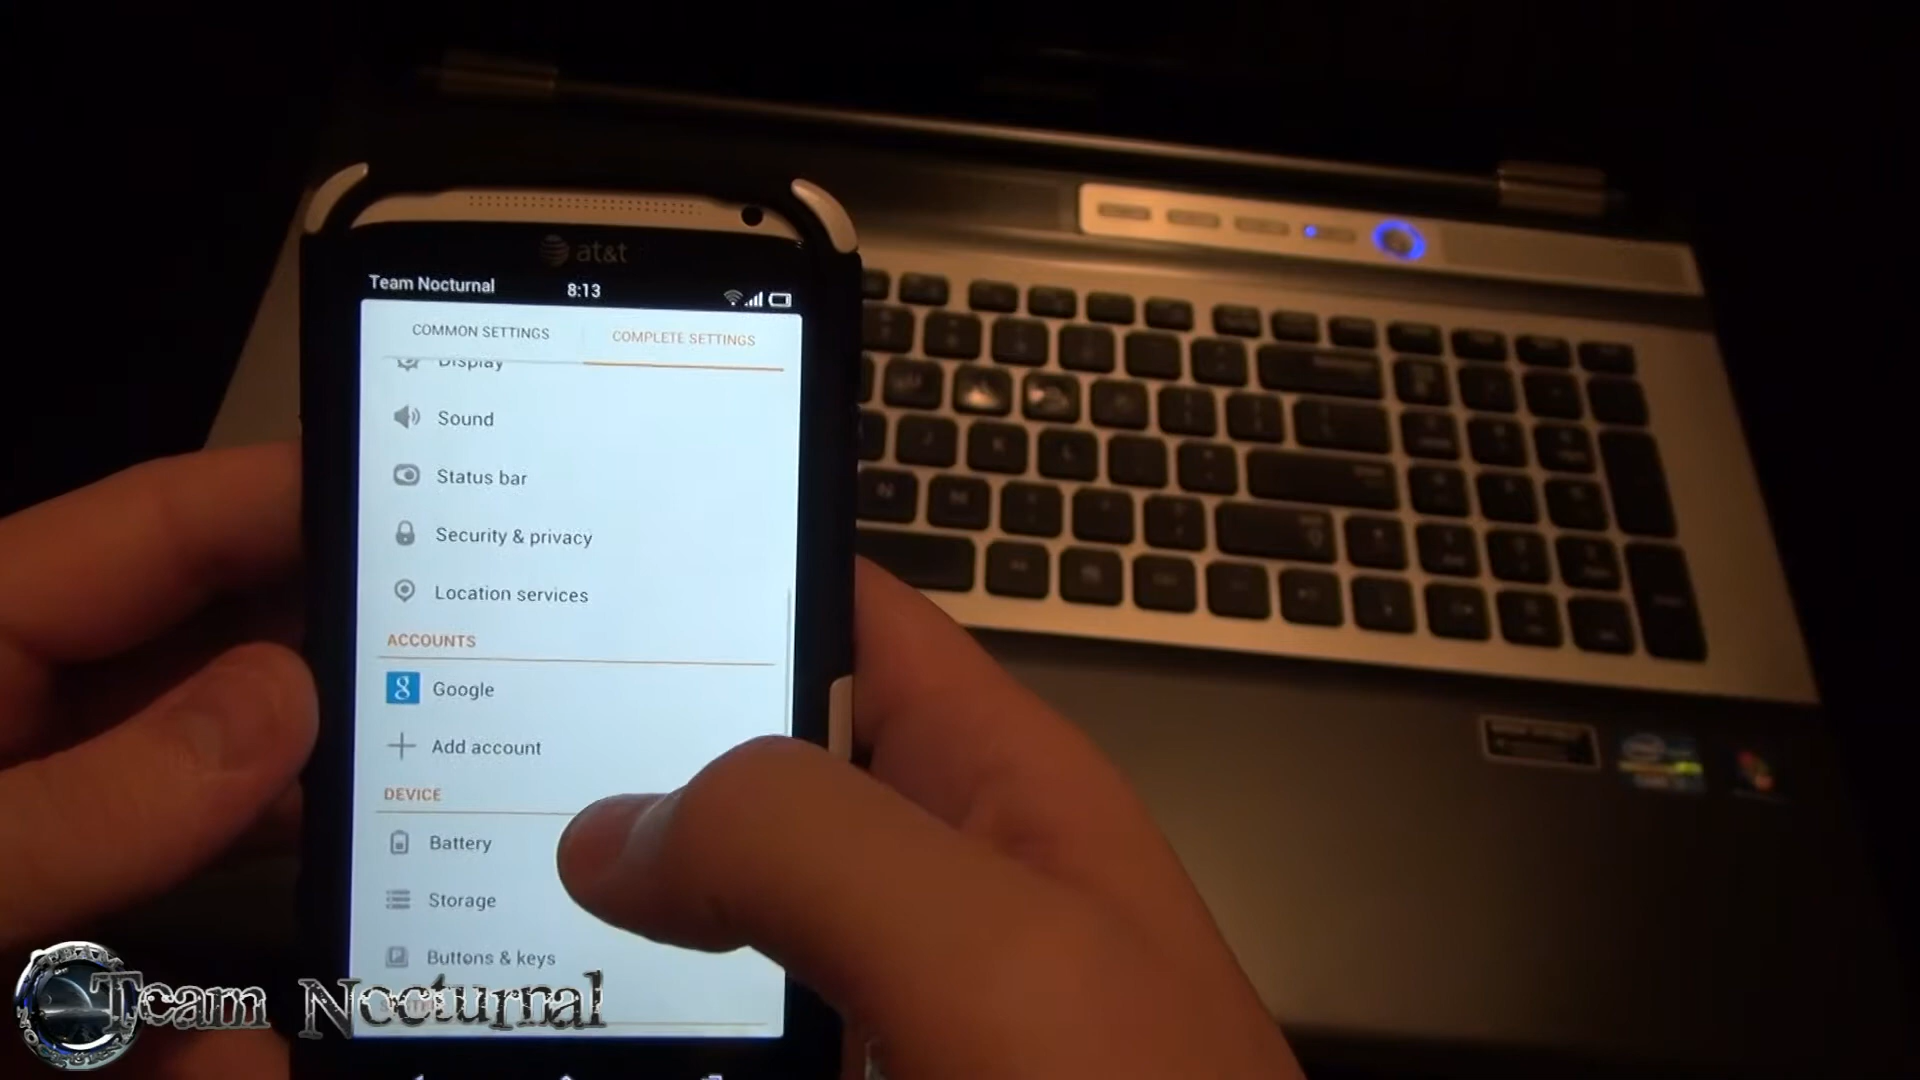 at&t
Team Nocturnal 8:13
COMMON SETTINGS COMPLETE SETTINGS
Display
Sound
Status bar
Security & privacy
Location services
ACCOUNTS
Google
Add account
DEVICE
Battery
Storage
Buttons & keys
Team Nocturnal